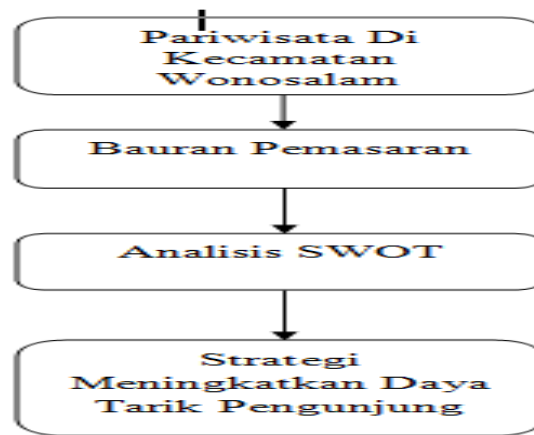 Pariwisata Di
Kecamatan
Wonosalam
Bauran Pemasaran
Analisis SWOT
Strategi
Meningkatkan Daya
Tarik Pengunjung